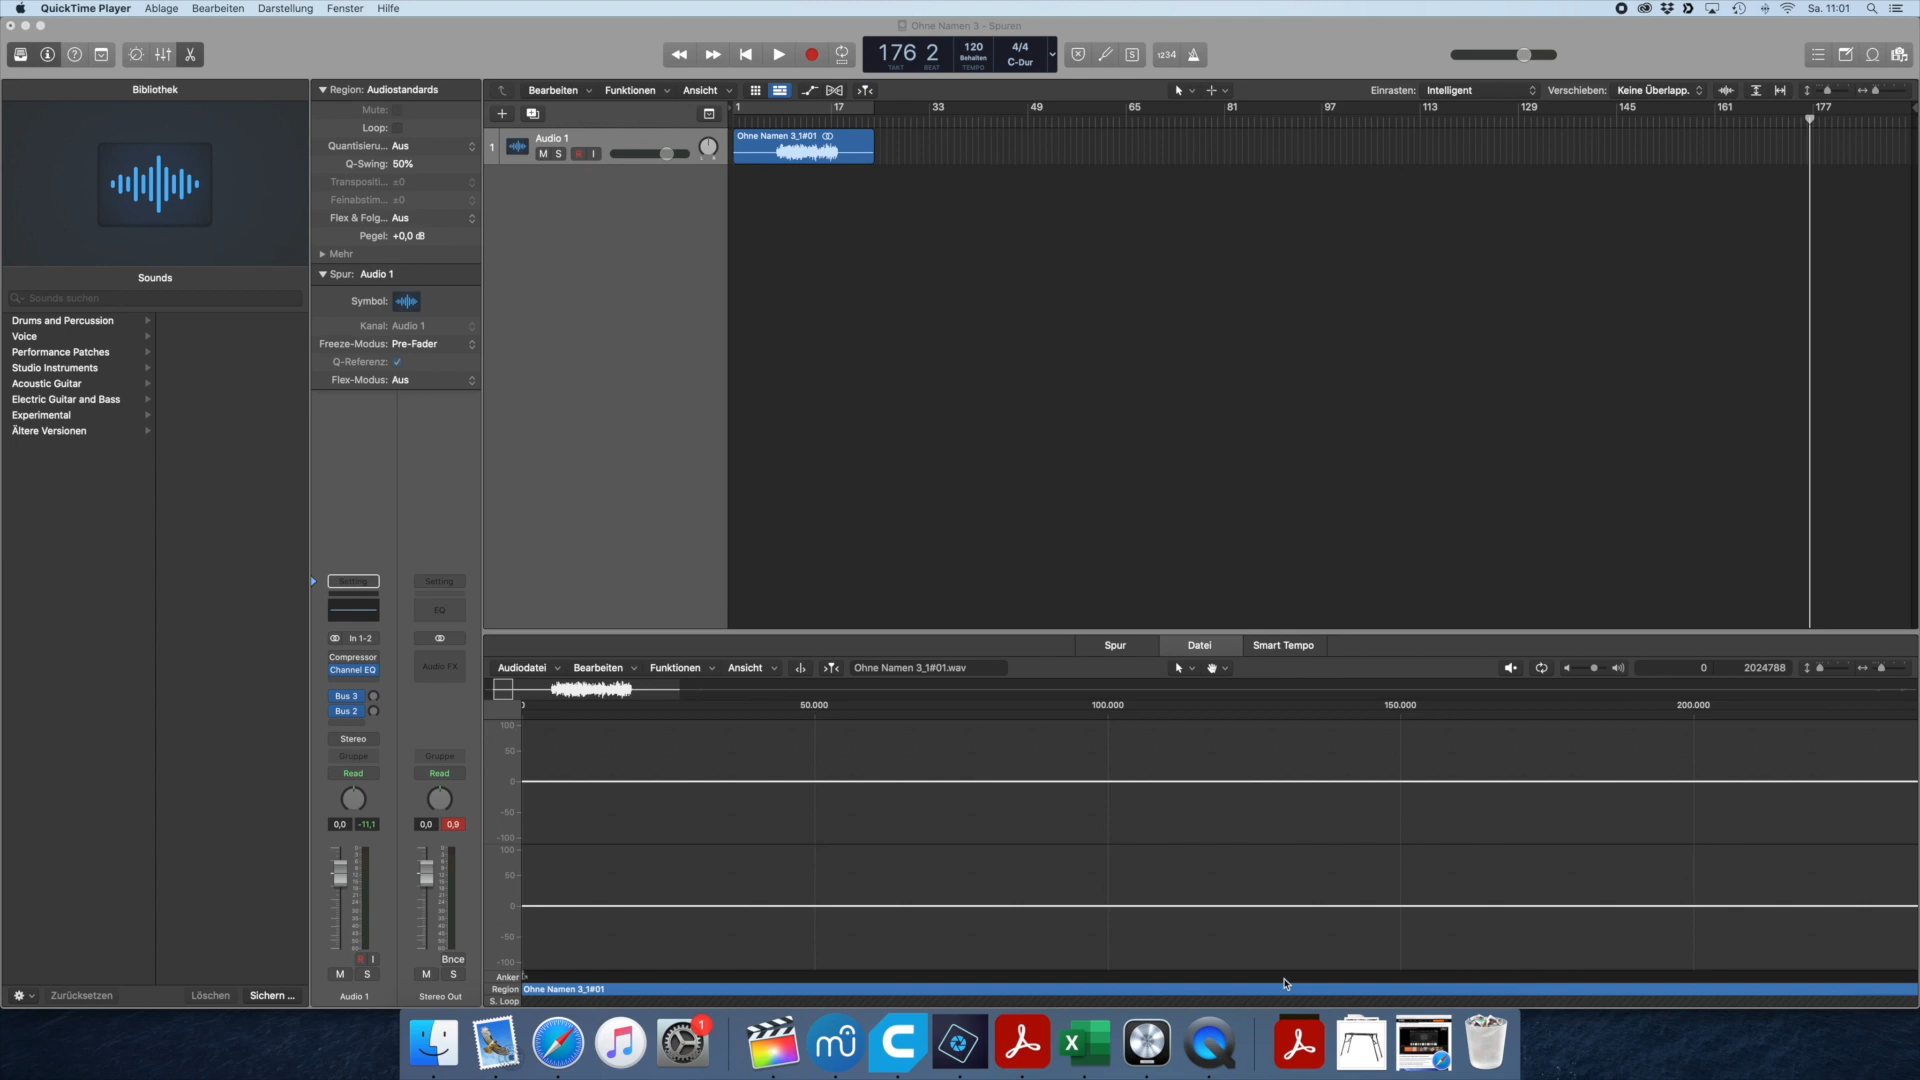 QuickTime Player Ablage Bearbeiten Darstellung Fenster Hilfe Sa. 11:01
Ohne Namen 3 - Spuren
176 2 120 4/4
Behalten C-Dur
TAKT BEAT TEMPO
1234
Bibliothek
Region: Audiostandards
Bearbeiten Funktionen Ansicht Einrasten: Intelligent Verschieben: Keine Überlapp.
1 17 33 49 65 81 97 113 129 145 161 177
Mute:
Loop:
Quantisieru... Aus
Q-Swing: 50%
Transpositi... ±0
Feinabstim... ±0
Flex & Folg... Aus
Pegel: +0,0 dB
Mehr
1 Audio 1
M S R I
L R
Ohne Namen 3_1#01
Spur: Audio 1
Symbol:
Kanal: Audio 1
Freeze-Modus: Pre-Fader
Q-Referenz:
Flex-Modus: Aus
Sounds
Sounds suchen
Drums and Percussion
Voice
Performance Patches
Studio Instruments
Acoustic Guitar
Electric Guitar and Bass
Experimental
Ältere Versionen
Setting Setting
EQ
In 1-2
Compressor
Channel EQ
Audio FX
Bus 3
Bus 2
Stereo
Gruppe Gruppe
Read Read
0,0 -11,1 0,0 0,9
R I Bnce
M S M S
Audio 1 Stereo Out
Spur Datei Smart Tempo
Audiodatei Bearbeiten Funktionen Ansicht Ohne Namen 3_1#01.wav 0 2024788
0 50.000 100.000 150.000 200.000
100
50
0
-50
-100
100
50
0
-50
-100
Anker
Region Ohne Namen 3_1#01
S. Loop
Zurücksetzen Löschen Sichern ...
1